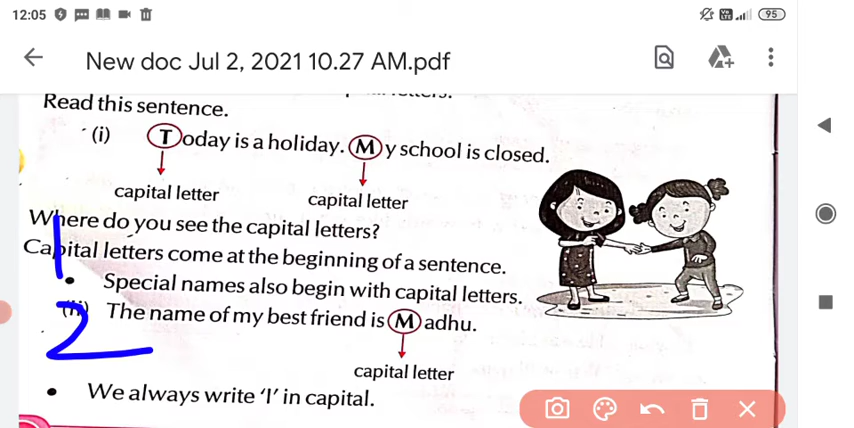 12:05
95
New doc Jul 2, 2021 10.27 AM.pdf
Read this sentence.
(i) Today is a holiday. My school is closed.
capital letter capital letter
Where do you see the capital letters?
Capital letters come at the beginning of a sentence.
1
• Special names also begin with capital letters.
(ii) The name of my best friend is Madhu.
2
capital letter
• We always write ‘I’ in capital.